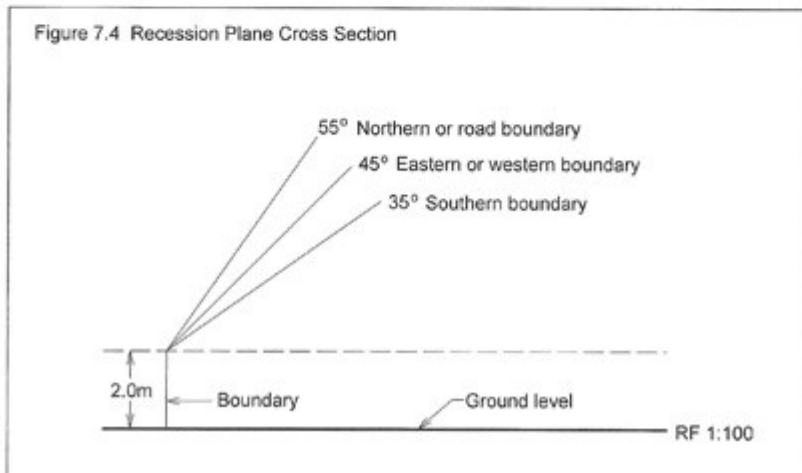 Figure 7.4 Recession Plane Cross Section
55° Northern or road boundary
45° Eastern or western boundary
35° Southern boundary
2.0m
Boundary
Ground level
RF 1:100